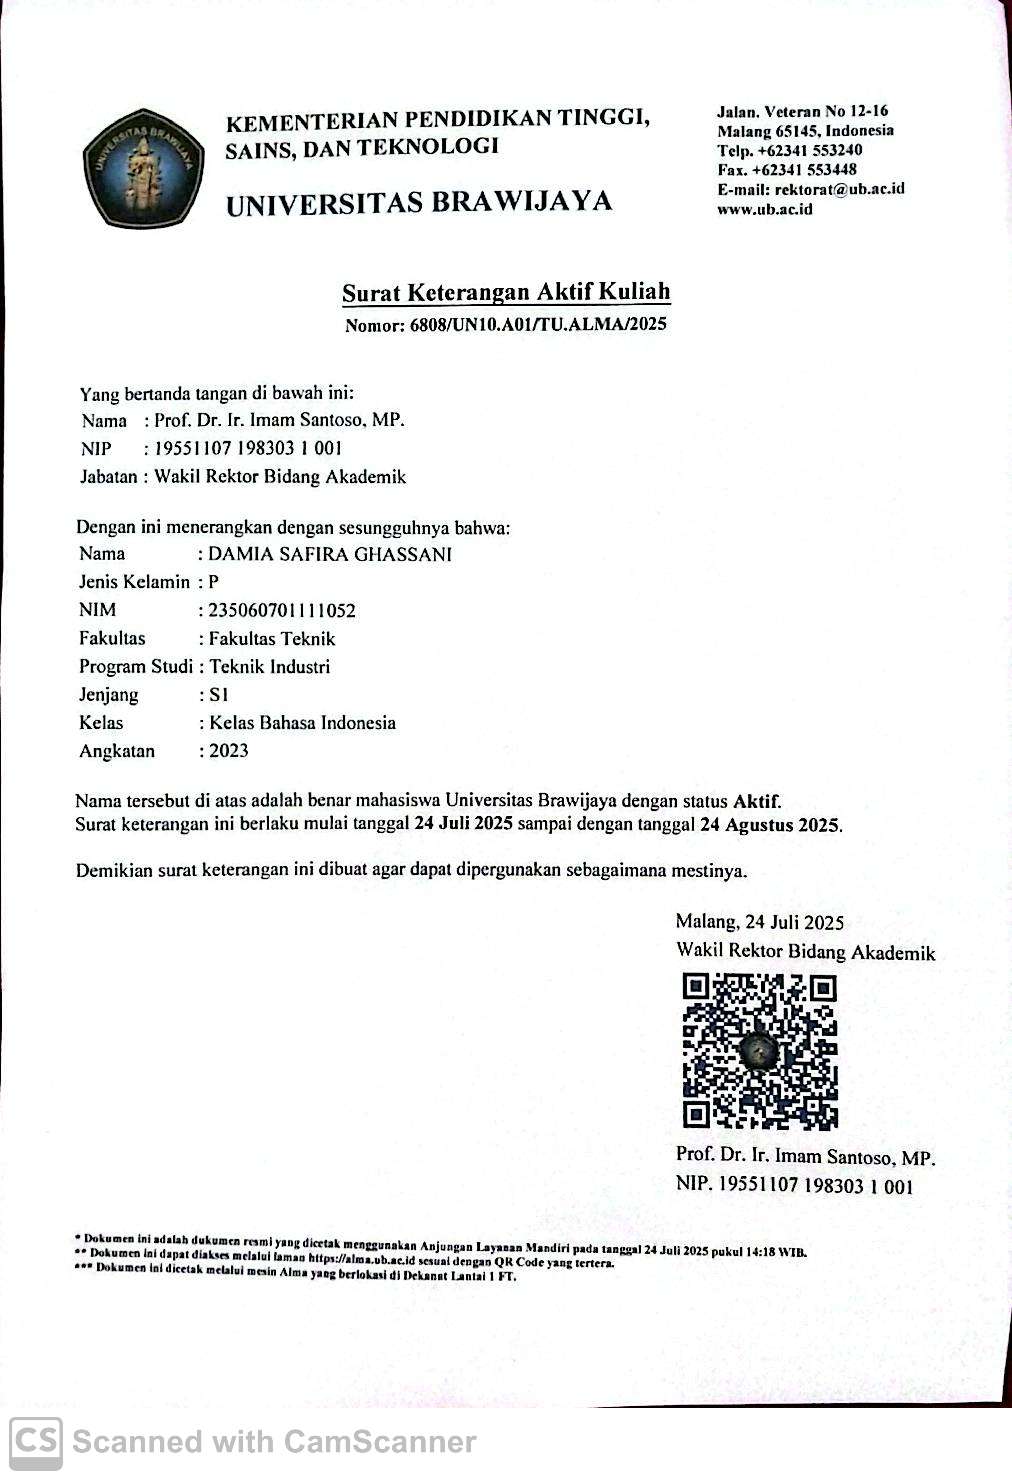 UNIVERSITAS BRAWIJAYA
KEMENTERIAN PENDIDIKAN TINGGI,
SAINS, DAN TEKNOLOGI
UNIVERSITAS BRAWIJAYA
Jalan. Veteran No 12-16
Malang 65145, Indonesia
Telp. +62341 553240
Fax. +62341 553448
E-mail: rektorat@ub.ac.id
www.ub.ac.id
Surat Keterangan Aktif Kuliah
Nomor: 6808/UN10.A01/TU.ALMA/2025
Yang bertanda tangan di bawah ini:
Nama : Prof. Dr. Ir. Imam Santoso, MP.
NIP : 19551107 198303 1 001
Jabatan : Wakil Rektor Bidang Akademik
Dengan ini menerangkan dengan sesungguhnya bahwa:
Nama : DAMIA SAFIRA GHASSANI
Jenis Kelamin : P
NIM : 235060701111052
Fakultas : Fakultas Teknik
Program Studi : Teknik Industri
Jenjang : S1
Kelas : Kelas Bahasa Indonesia
Angkatan : 2023
Nama tersebut di atas adalah benar mahasiswa Universitas Brawijaya dengan status Aktif.
Surat keterangan ini berlaku mulai tanggal 24 Juli 2025 sampai dengan tanggal 24 Agustus 2025.
Demikian surat keterangan ini dibuat agar dapat dipergunakan sebagaimana mestinya.
Malang, 24 Juli 2025
Wakil Rektor Bidang Akademik
Prof. Dr. Ir. Imam Santoso, MP.
NIP. 19551107 198303 1 001
* Dokumen ini adalah dukumen resmi yang dicetak menggunakan Anjungan Layanan Mandiri pada tanggal 24 Juli 2025 pukul 14:18 WIB.
** Dokumen ini dapat diakses melalui laman https://alma.ub.ac.id sesuai dengan QR Code yang tertera.
*** Dokumen ini dicetak melalui mesin Alma yang berlokasi di Dekanat Lantai 1 FT.
CS Scanned with CamScanner